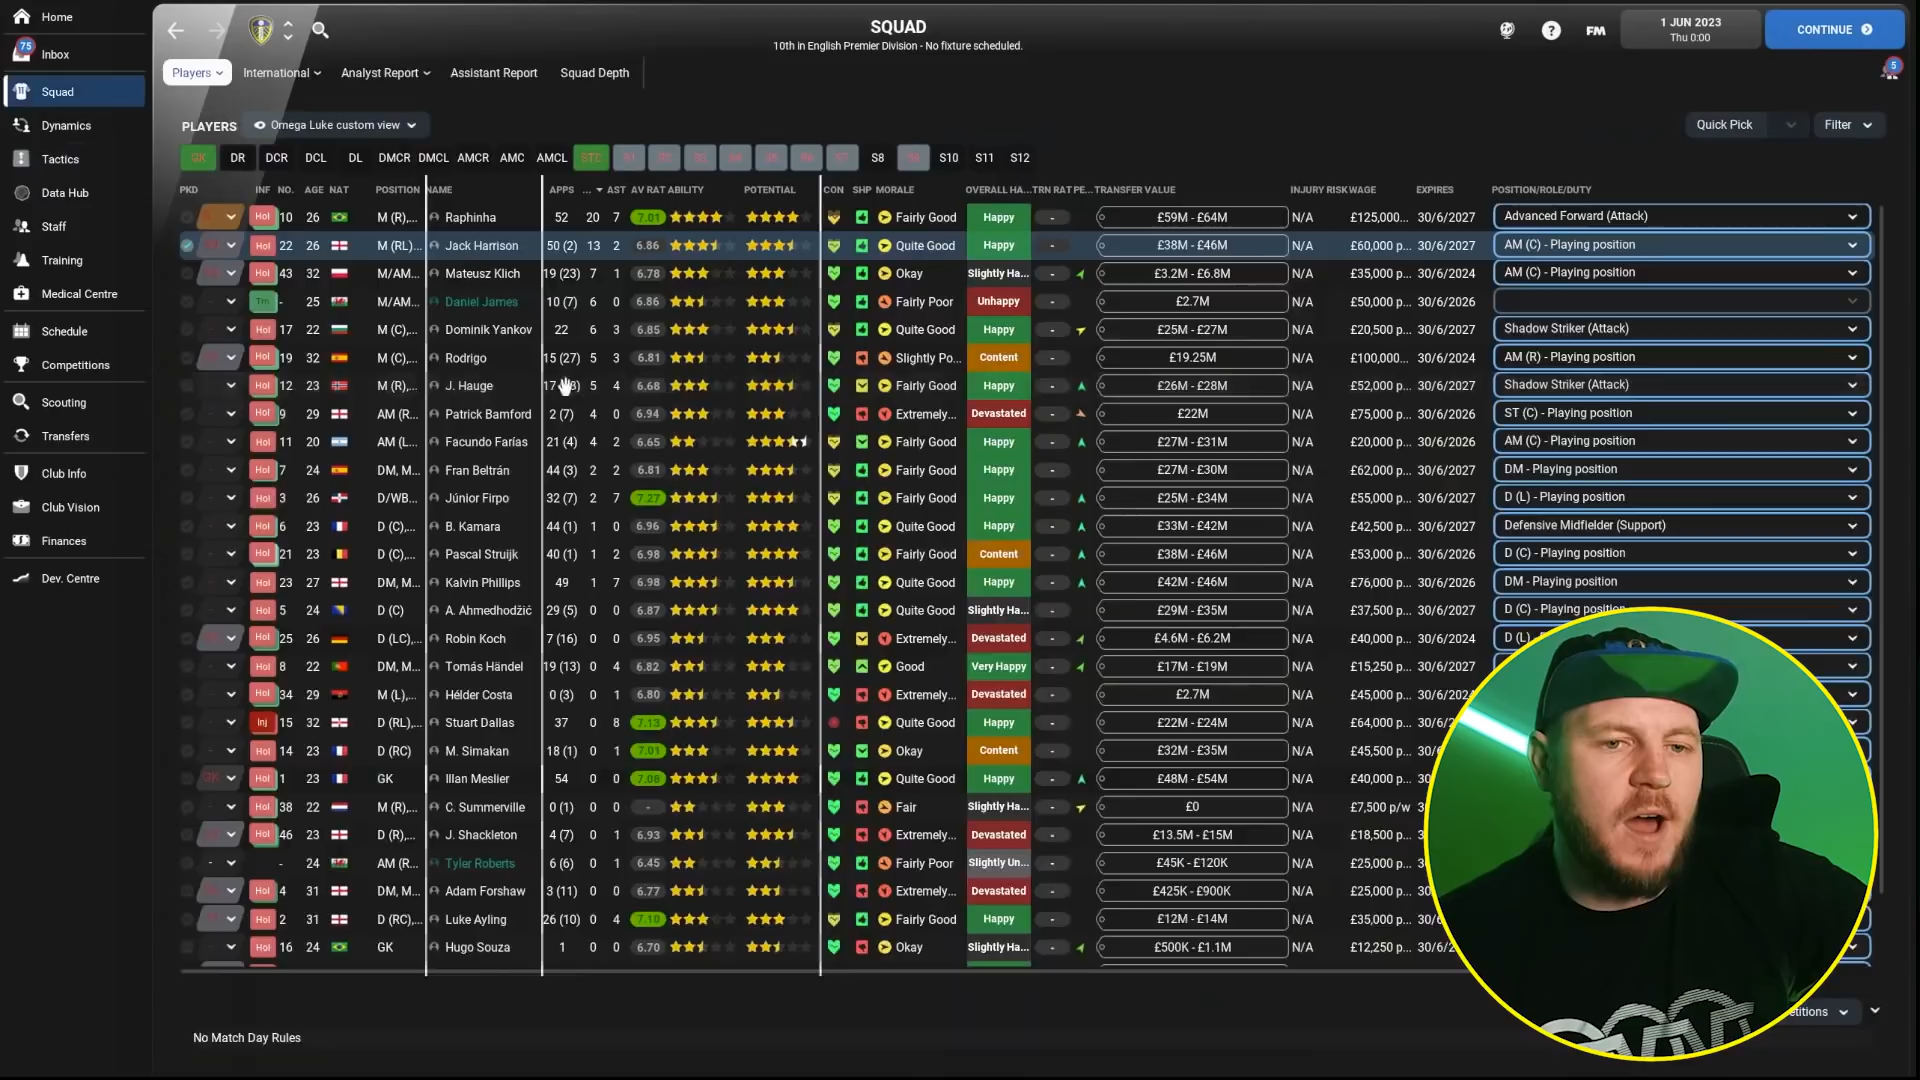 Home
75
Inbox
Squad
Dynamics
Tactics
Data Hub
Staff
Training
Medical Centre
Schedule
Competitions
Scouting
Transfers
Club Info
Club Vision
Finances
Dev. Centre
SQUAD
10th in English Premier Division - No fixture scheduled.
FM
1 JUN 2023
Thu 0:00
CONTINUE
5
Players International Analyst Report Assistant Report Squad Depth
PLAYERS Omega Luke custom view Quick Pick Filter
GK DR DCR DCL DL DMCR DMCL AMCR AMC AMCL STC S8 S10 S11 S12
PKD INF NO. AGE NAT POSITION NAME APPS ... AST AV RAT ABILITY POTENTIAL CON SHP MORALE OVERALL HA... TRN RAT PE... TRANSFER VALUE INJURY RISK WAGE EXPIRES POSITION/ROLE/DUTY
Hol 10 26 M (R),... Raphinha 52 20 7 7.01 Fairly Good Happy - £59M - £64M N/A £125,000... 30/6/2027 Advanced Forward (Attack)
Hol 22 26 M (RL)... Jack Harrison 50 (2) 13 2 6.86 Quite Good Happy - £38M - £46M N/A £60,000 p... 30/6/2027 AM (C) - Playing position
Hol 43 32 M/AM... Mateusz Klich 19 (23) 7 1 6.78 Okay Slightly Ha... - £3.2M - £6.8M N/A £35,000 p... 30/6/2024 AM (C) - Playing position
Trn - 25 M/AM... Daniel James 10 (7) 6 0 6.86 Fairly Poor Unhappy - £2.7M N/A £50,000 p... 30/6/2026
Hol 17 22 M (C),... Dominik Yankov 22 6 3 6.85 Quite Good Happy - £25M - £27M N/A £20,500 p... 30/6/2027 Shadow Striker (Attack)
Hol 19 32 M (C),... Rodrigo 15 (27) 5 3 6.81 Slightly Po... Content - £19.25M N/A £100,000... 30/6/2024 AM (R) - Playing position
Hol 12 23 M (R),... J. Hauge 17 5 4 6.68 Fairly Good Happy - £26M - £28M N/A £52,000 p... 30/6/2027 Shadow Striker (Attack)
Hol 9 29 AM (R... Patrick Bamford 2 (7) 4 0 6.94 Extremely... Devastated - £22M N/A £75,000 p... 30/6/2026 ST (C) - Playing position
Hol 11 20 AM (L... Facundo Farías 21 (4) 4 2 6.65 Fairly Good Happy - £27M - £31M N/A £20,000 p... 30/6/2026 AM (C) - Playing position
Hol 7 24 DM, M... Fran Beltrán 44 (3) 2 2 6.81 Fairly Good Happy - £27M - £30M N/A £62,000 p... 30/6/2027 DM - Playing position
Hol 3 26 D/WB... Júnior Firpo 32 (7) 2 7 7.27 Fairly Good Happy - £25M - £34M N/A £55,000 p... 30/6/2027 D (L) - Playing position
Hol 6 23 D (C),... B. Kamara 44 (1) 1 0 6.96 Quite Good Happy - £33M - £42M N/A £42,500 p... 30/6/2027 Defensive Midfielder (Support)
Hol 21 23 D (C),... Pascal Struijk 40 (1) 1 2 6.98 Fairly Good Content - £38M - £46M N/A £53,000 p... 30/6/2026 D (C) - Playing position
Hol 23 27 DM, M... Kalvin Phillips 49 1 7 6.98 Quite Good Happy - £42M - £46M N/A £76,000 p... 30/6/2026 DM - Playing position
Hol 5 24 D (C) A. Ahmedhodžić 29 (5) 0 0 6.87 Quite Good Slightly Ha... - £29M - £35M N/A £37,500 p... 30/6/2027 D (C) - Playing position
Hol 25 26 D (LC),... Robin Koch 7 (16) 0 0 6.95 Extremely... Devastated - £4.6M - £6.2M N/A £40,000 p... 30/6/2024 D (L)
Hol 8 22 DM, M... Tomás Händel 19 (13) 0 4 6.82 Good Very Happy - £17M - £19M N/A £15,250 p... 30/6/2027
Hol 34 29 M (L),... Hélder Costa 0 (3) 0 1 6.80 Extremely... Devastated - £2.7M N/A £45,000 p... 30/6/2024
Inj 15 32 D (RL),... Stuart Dallas 37 0 8 7.13 Quite Good Happy - £22M - £24M N/A £64,000 p... 30/6/2
Hol 14 23 D (RC) M. Simakan 18 (1) 0 1 7.01 Okay Content - £32M - £35M N/A £45,500 p... 30/6/
Hol 1 23 GK Illan Meslier 54 0 0 7.08 Quite Good Happy - £48M - £54M N/A £40,000 p... 30/6
Hol 38 22 M (R),... C. Summerville 0 (1) 0 0 - Fair Slightly Ha... - £0 N/A £7,500 p/w 30/6
Hol 46 23 D (R),... J. Shackleton 4 (7) 0 1 6.93 Extremely... Devastated - £13.5M - £15M N/A £18,500 p... 30/6
- - 24 AM (R... Tyler Roberts 6 (6) 0 1 6.45 Fairly Poor Slightly Un... - £45K - £120K N/A £25,000 p... 30/6
Hol 4 31 DM, M... Adam Forshaw 3 (11) 0 0 6.77 Extremely... Devastated - £425K - £900K N/A £25,000 p... 30/6
Hol 2 31 D (RC),... Luke Ayling 26 (10) 0 4 7.10 Fairly Good Happy - £12M - £14M N/A £35,000 p... 30/6/
Hol 16 24 GK Hugo Souza 1 0 0 6.70 Okay Slightly Ha... - £500K - £1.1M N/A £12,250 p... 30/6/2
etitions
No Match Day Rules